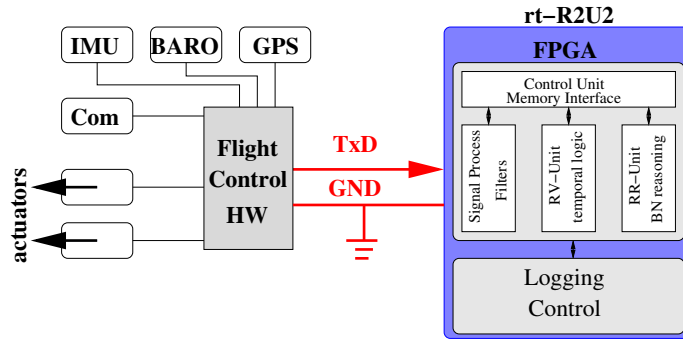 rt−R2U2
IMU
BARO
GPS
FPGA
Control Unit
Memory Interface
Com
Flight
Control
HW
TxD
GND
Signal Process
Filters
RV−Unit
temporal logic
RR−Unit
BN reasoning
actuators
Logging
Control